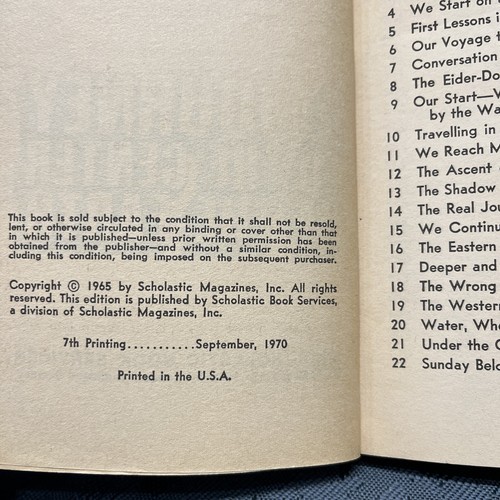 This book is sold subject to the condition that it shall not be resold,
lent, or otherwise circulated in any binding or cover other than that
in which it is published—unless prior written permission has been
obtained from the publisher—and without a similar condition, in-
cluding this condition, being imposed on the subsequent purchaser.
Copyright © 1965 by Scholastic Magazines, Inc. All rights
reserved. This edition is published by Scholastic Book Services,
a division of Scholastic Magazines, Inc.
7th Printing...........September, 1970
Printed in the U.S.A.
4 We Start on
5 First Lessons i
6 Our Voyage t
7 Conversation
8 The Eider-Do
9 Our Start—V
by the Wa
10 Travelling in
11 We Reach M
12 The Ascent
13 The Shadow
14 The Real Jou
15 We Continu
16 The Eastern
17 Deeper and
18 The Wrong
19 The Western
20 Water, Whe
21 Under the
22 Sunday Belo